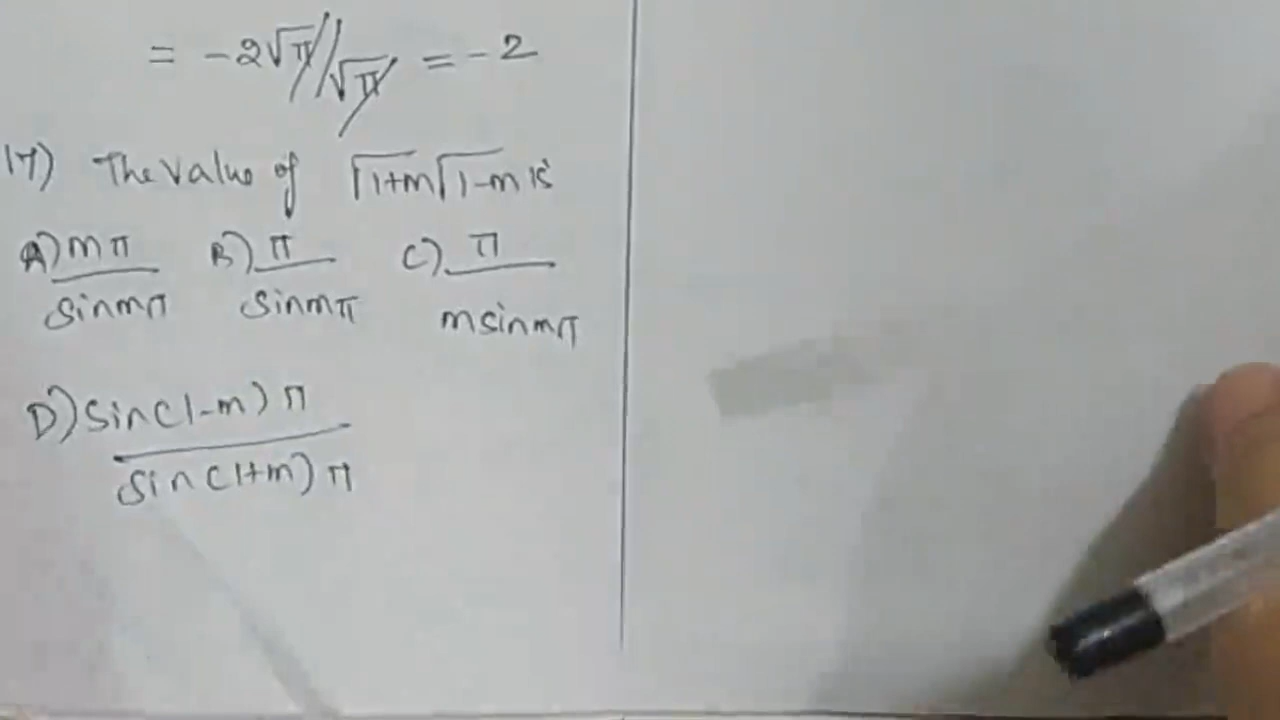 = -2√π/√π = -2
17) The Value of Γ1+m Γ1-m is
A) mπ/sinmπ B) π/sinmπ C) π/msinmπ
D) sin(1-m)π/sin(1+m)π